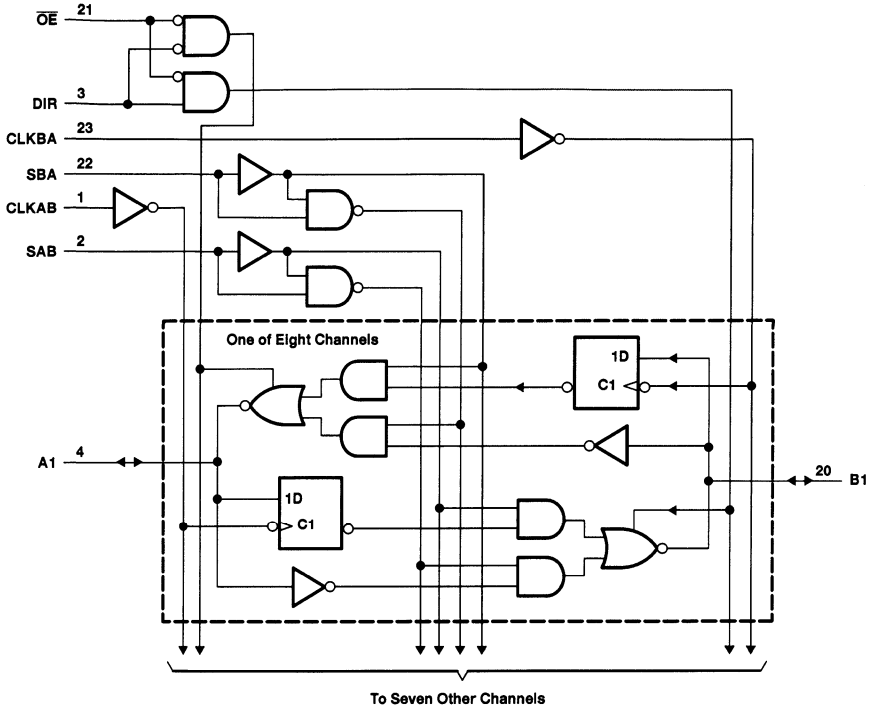 OE 21
DIR 3
CLKBA 23
SBA 22
CLKAB 1
SAB 2
One of Eight Channels
1D
C1
A1 4
20 B1
1D
C1
To Seven Other Channels